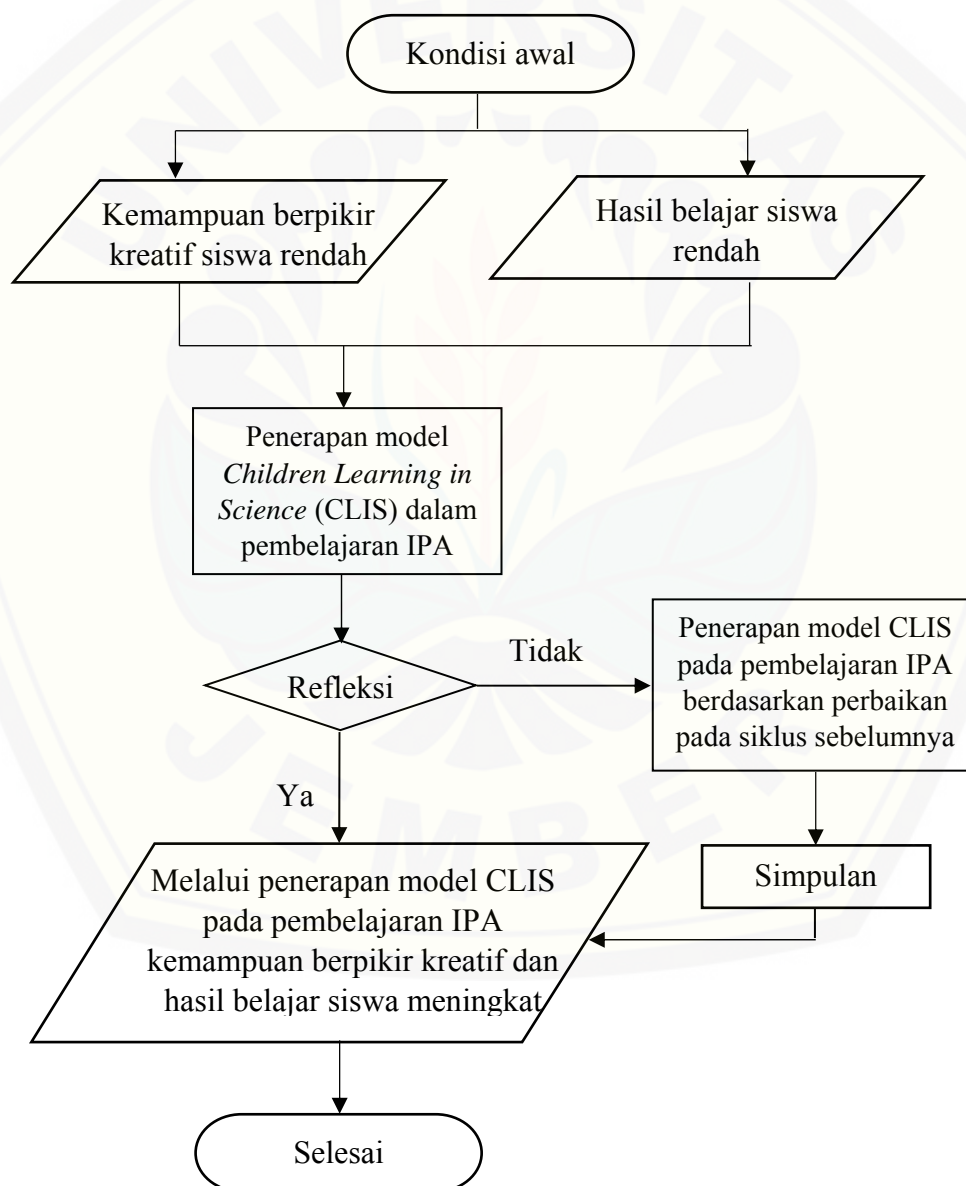 UNIVERSITAS
Kondisi awal
Kemampuan berpikir
kreatif siswa rendah
Hasil belajar siswa
rendah
Penerapan model
Children Learning in
Science (CLIS) dalam
pembelajaran IPA
Refleksi
Tidak
Penerapan model CLIS
pada pembelajaran IPA
berdasarkan perbaikan
pada siklus sebelumnya
Ya
Simpulan
Melalui penerapan model CLIS
pada pembelajaran IPA
kemampuan berpikir kreatif dan
hasil belajar siswa meningkat
JEMBER
Selesai